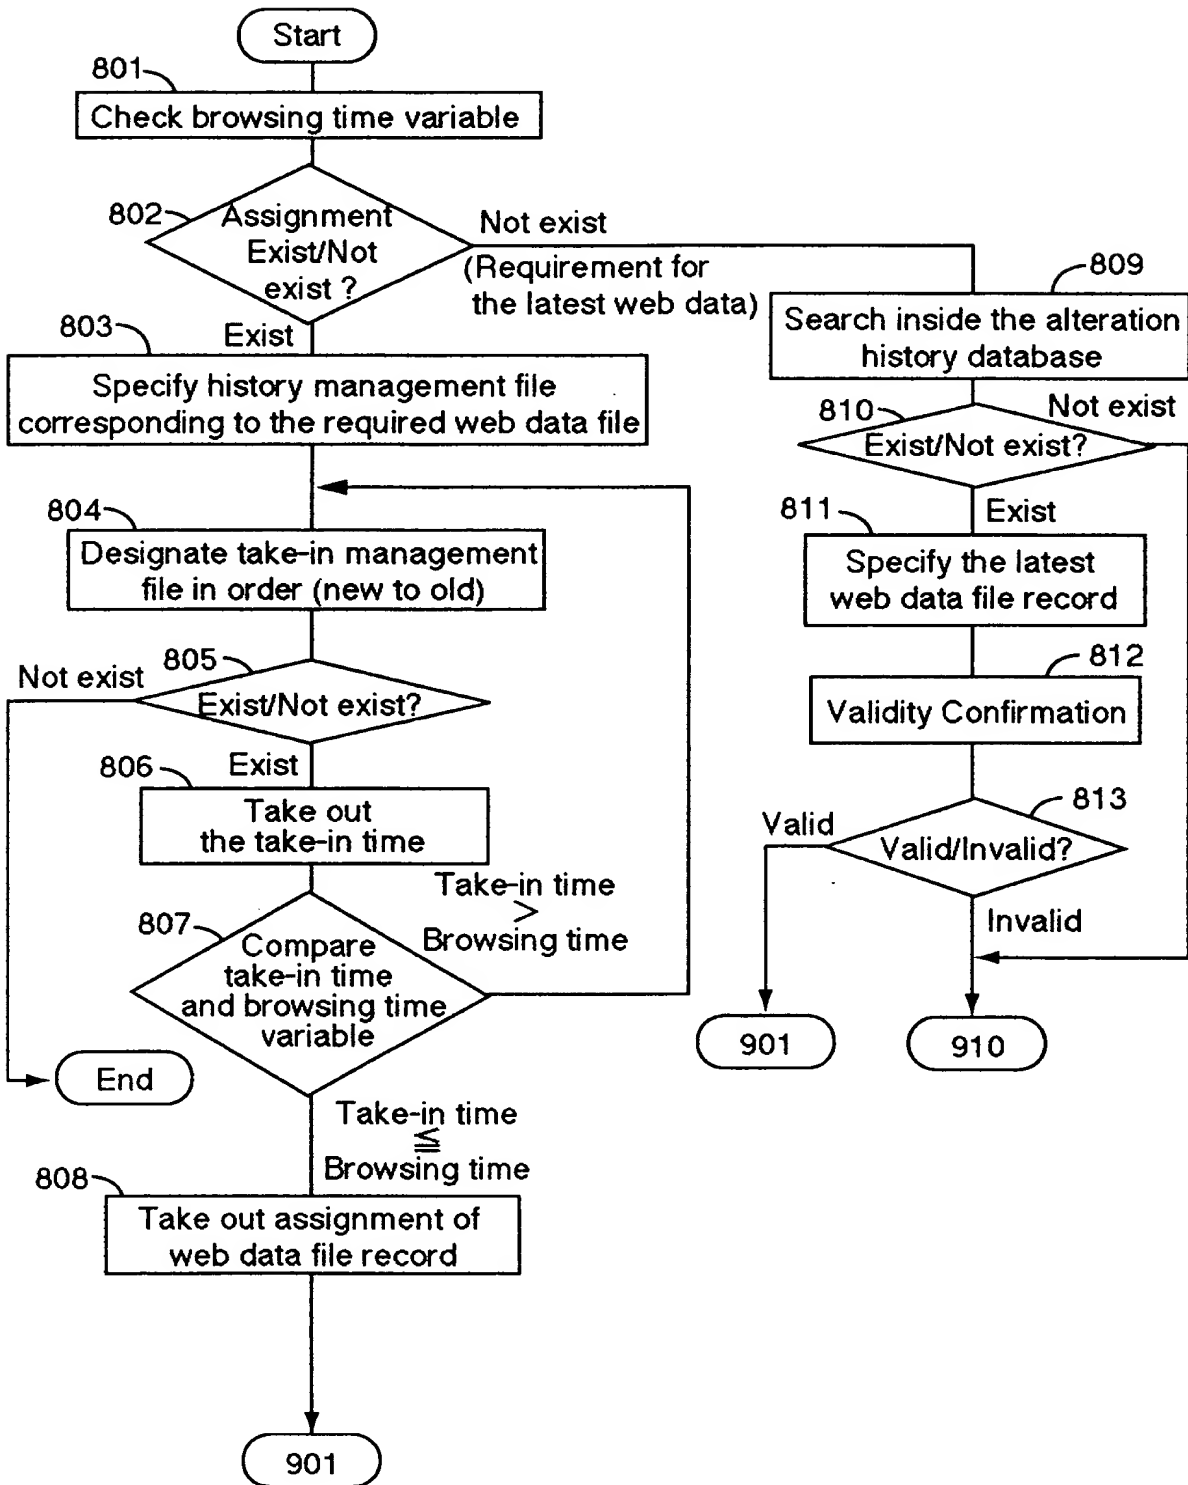 Start
801
Check browsing time variable
802
Assignment
Exist/Not
exist ?
Not exist
(Requirement for
the latest web data)
Exist
803
Specify history management file
corresponding to the required web data file
804
Designate take-in management
file in order (new to old)
805
Exist/Not exist?
Not exist
Exist
806
Take out
the take-in time
807
Compare
take-in time
and browsing time
variable
Take-in time
>
Browsing time
End
Take-in time
≦
Browsing time
808
Take out assignment of
web data file record
901
809
Search inside the alteration
history database
810
Exist/Not exist?
Not exist
Exist
811
Specify the latest
web data file record
812
Validity Confirmation
813
Valid/Invalid?
Valid
Invalid
901
910